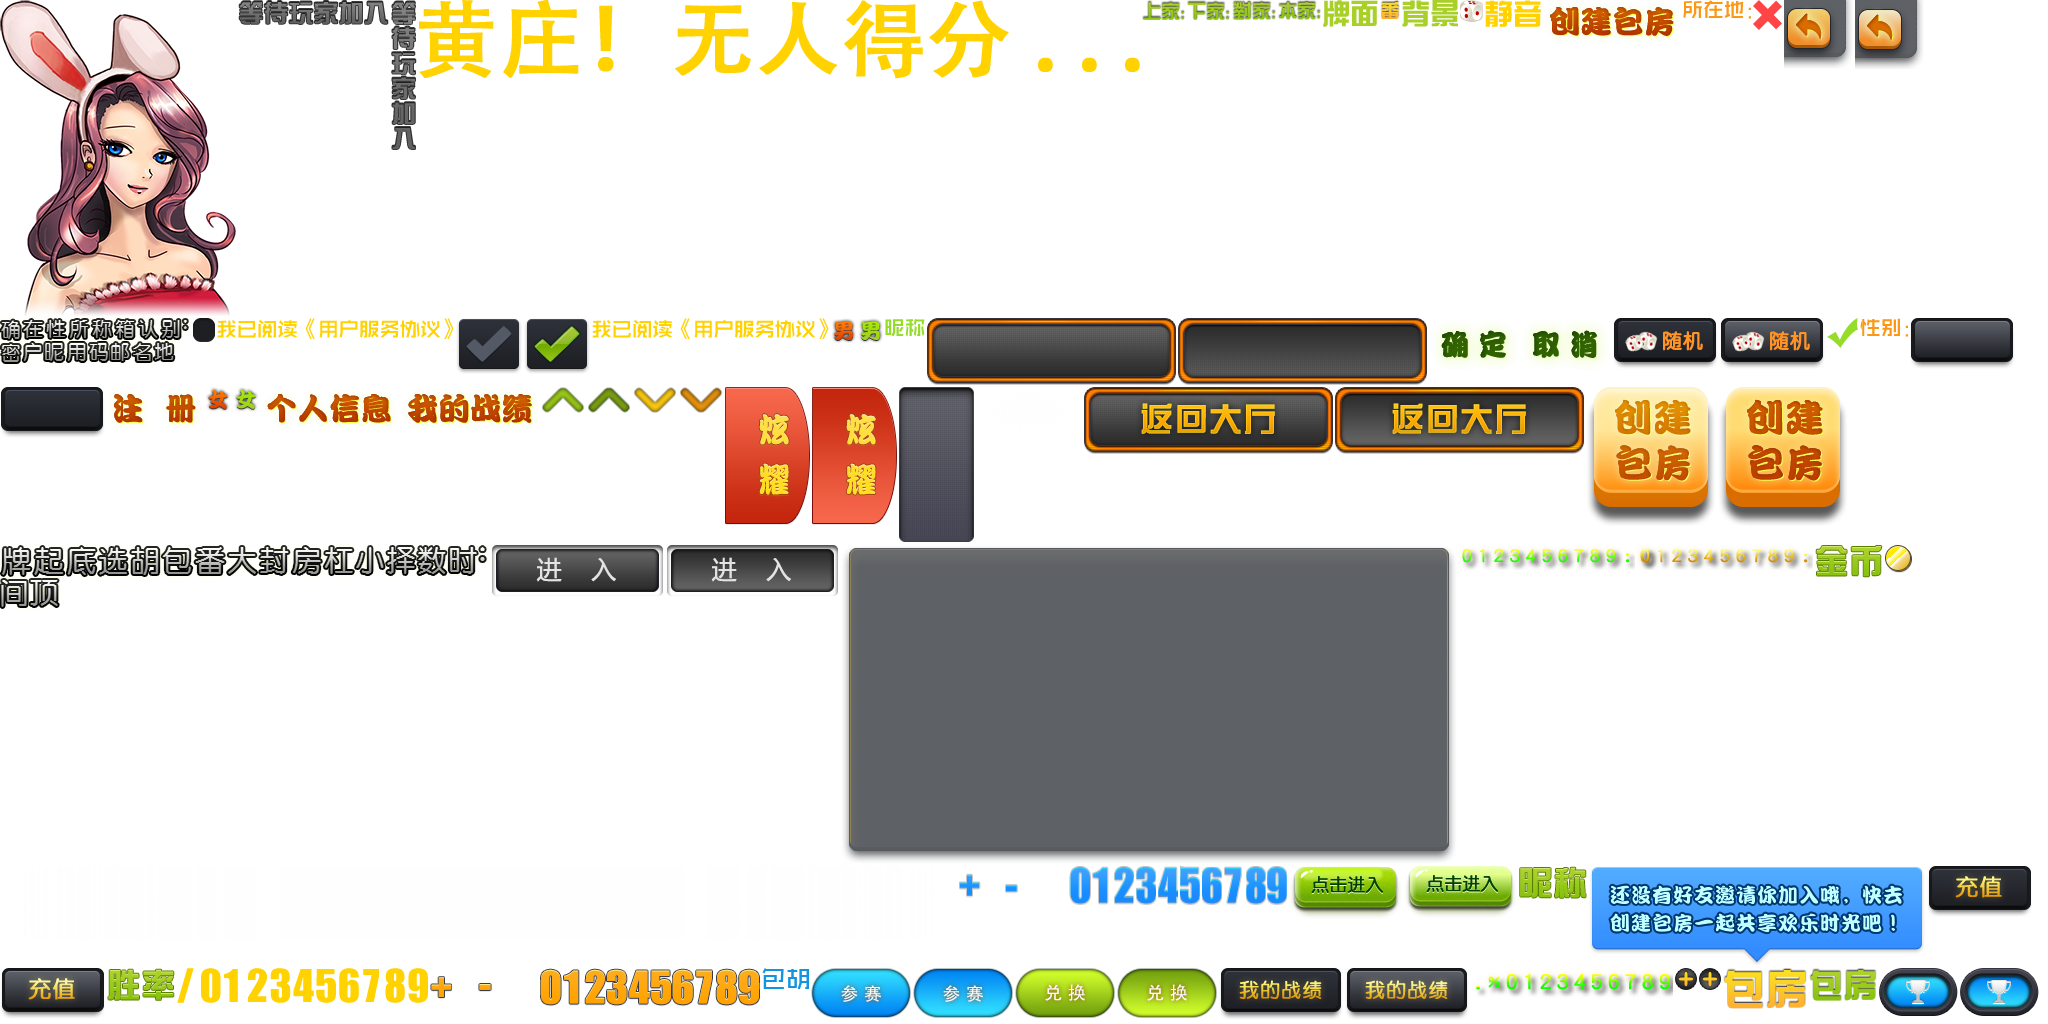 等待玩家加入
等待玩家加入
黄庄！无人得分...
上家:下家:对家:本家:牌面番背景静音
创建包房
所在地:
确在性所称箱认别:
密户昵用码邮名地
我已阅读《用户服务协议》
我已阅读《用户服务协议》
男 男 昵称
确定 取消
随机
随机
性别:
注 册
女 女
个人信息
我的战绩
炫耀
炫耀
返回大厅
返回大厅
创建包房
创建包房
牌起底选胡包番大封房杠小择数时:
间顶
进 入
进 入
0123456789:
0123456789:
金币
+ - 0123456789
点击进入
点击进入
昵称
还没有好友邀请你加入哦，快去
创建包房一起共享欢乐时光吧！
充值
充值
胜率/0123456789
+ - 0123456789
包胡
参赛
参赛
兑换
兑换
我的战绩
我的战绩
.%0123456789
++
包房
包房